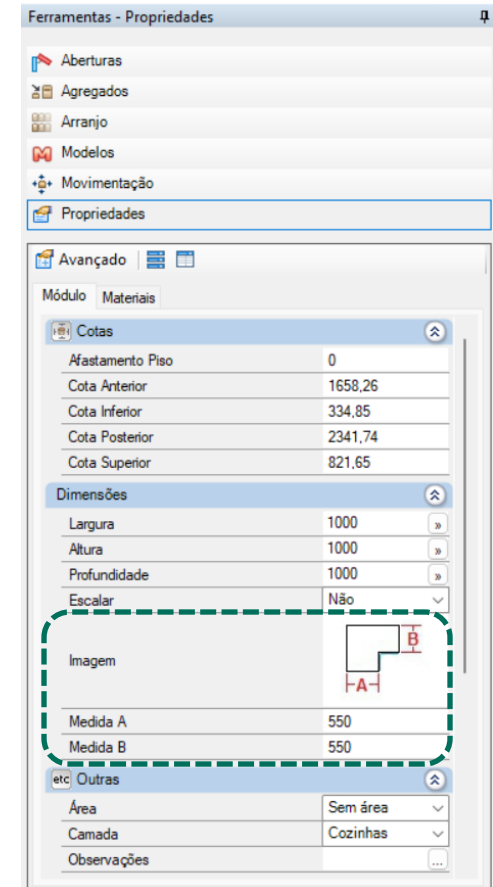 Ferramentas - Propriedades
Aberturas
Agregados
Arranjo
Modelos
Movimentação
Propriedades
Avançado
Módulo Materiais
Cotas
Afastamento Piso 0
Cota Anterior 1658,26
Cota Inferior 334,85
Cota Posterior 2341,74
Cota Superior 821,65
Dimensões
Largura 1000 »
Altura 1000 »
Profundidade 1000 »
Escalar Não
B
Imagem
A
Medida A 550
Medida B 550
etc Outras
Área Sem área
Camada Cozinhas
Observações ...